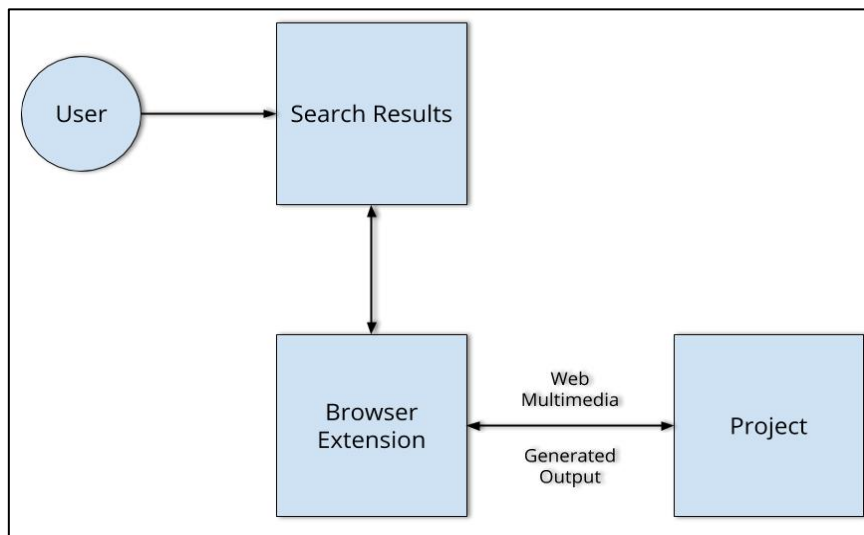 User
Search Results
Browser
Extension
Web
Multimedia
Generated
Output
Project